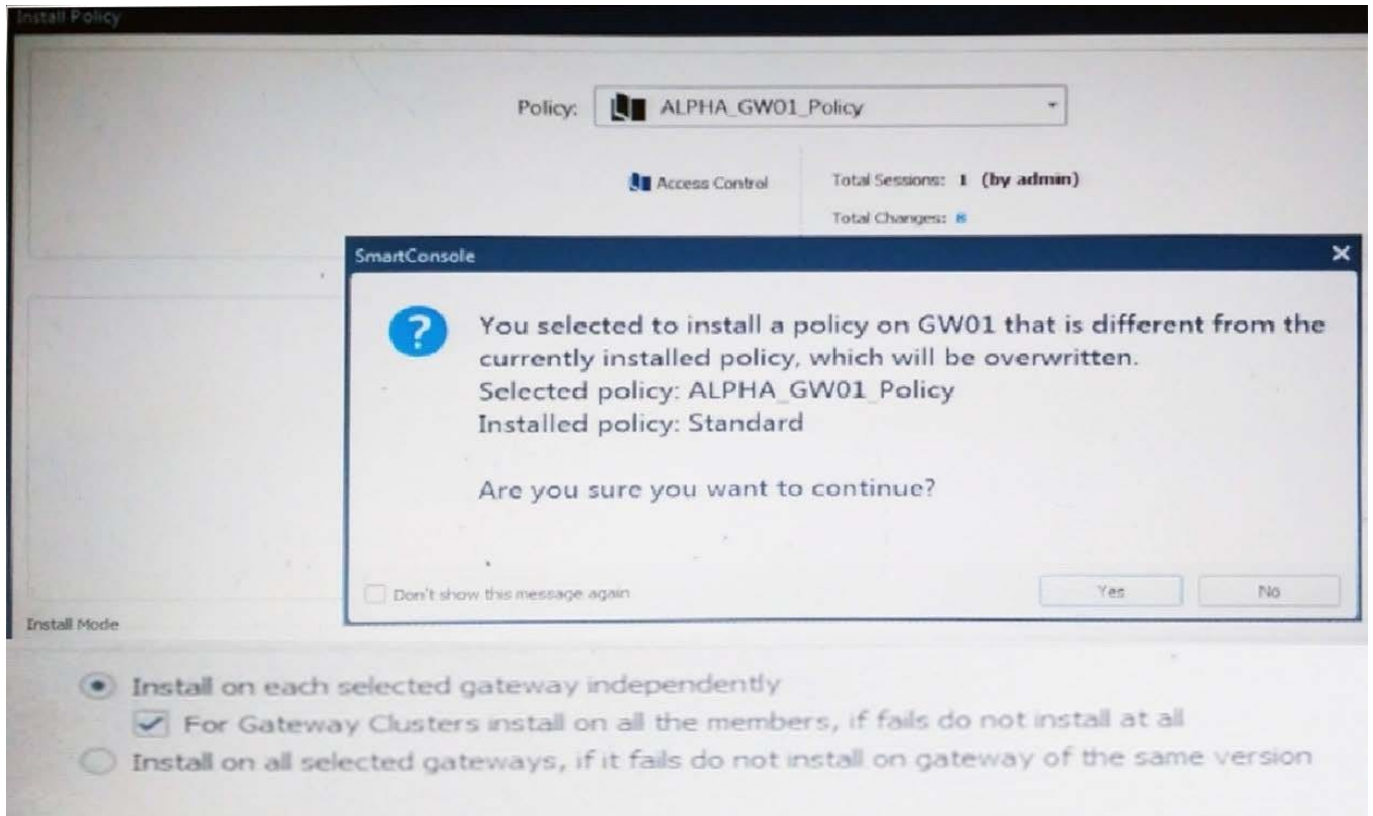 Install Policy
Policy: ALPHA_GW01_Policy
Access Control
Total Sessions: 1 (by admin)
Total Changes: 8
SmartConsole
You selected to install a policy on GW01 that is different from the
currently installed policy, which will be overwritten.
Selected policy: ALPHA_GW01_Policy
Installed policy: Standard
Are you sure you want to continue?
Don't show this message again
Yes
No
Install Mode
Install on each selected gateway independently
For Gateway Clusters install on all the members, if fails do not install at all
Install on all selected gateways, if it fails do not install on gateway of the same version